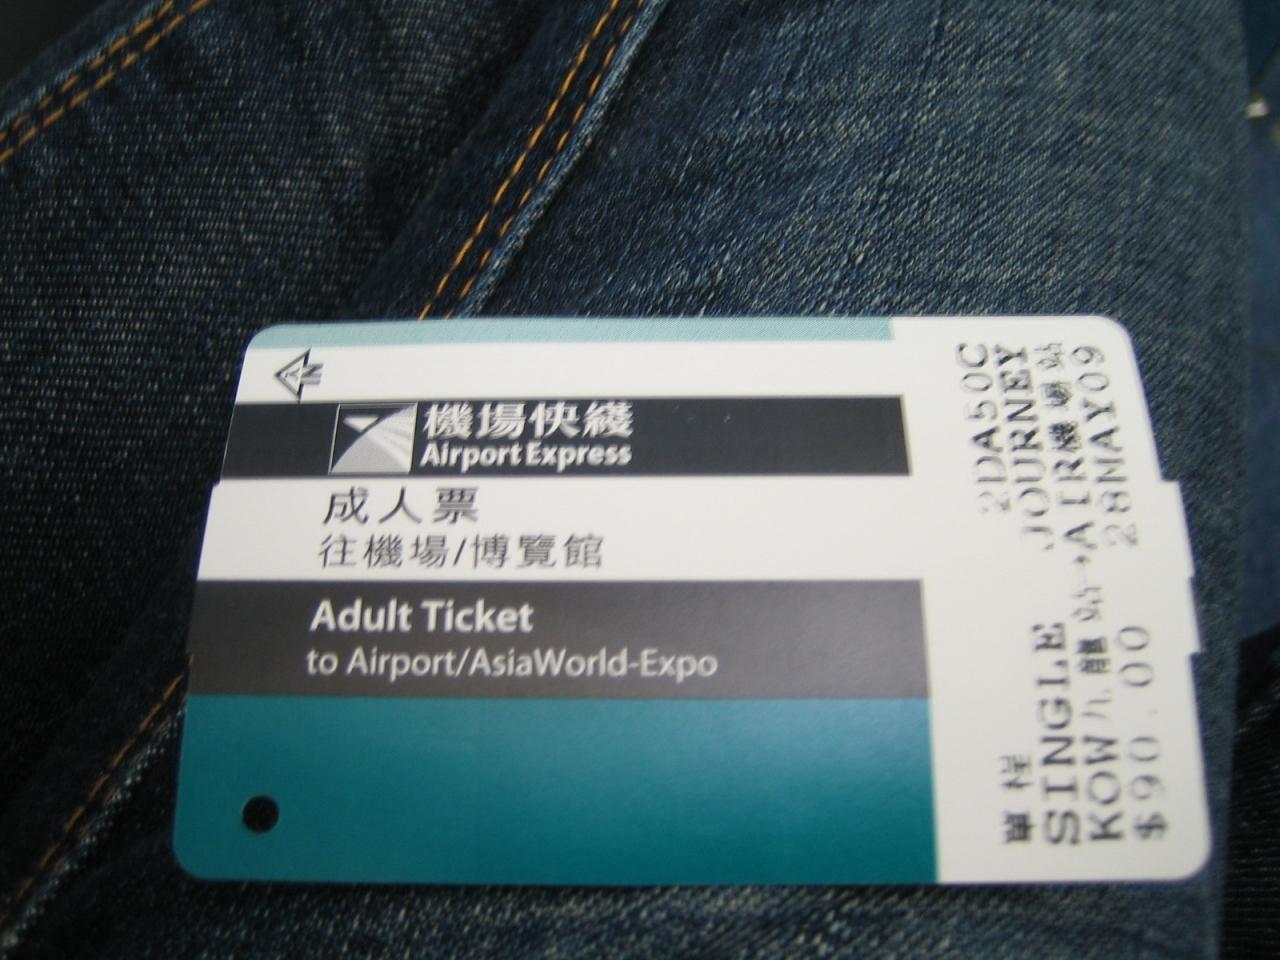 IN
機場快綫
Airport Express
成人票
往機場/博覽館
Adult Ticket
to Airport/AsiaWorld-Expo
單程 2DA50C
SINGLE JOURNEY
KOW九龍站→AIR機場站
$90.00 28MAY09